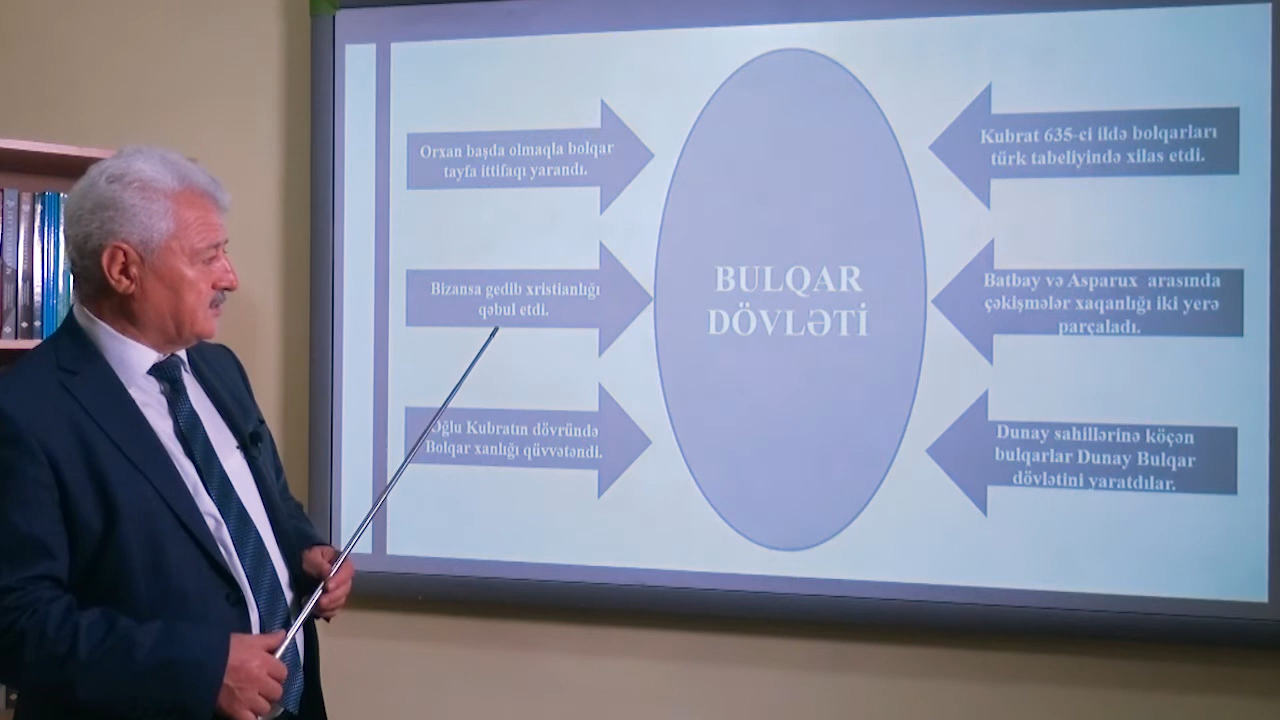 Orxan başda olmaqla bolqar
tayfa ittifaqı yarandı.
Bizansa gedib xristianlığı
qəbul etdi.
Oğlu Kubratın dövründə
Bolqar xanlığı qüvvətəndi.
BULQAR
DÖVLƏTİ
Kubrat 635-ci ildə bolqarları
türk tabeliyində xilas etdi.
Batbay və Asparux arasında
çəkişmələr xaqanlığı iki yerə
parçaladı.
Dunay sahillərinə köçən
bulqarlar Dunay Bulqar
dövlətini yaratdılar.